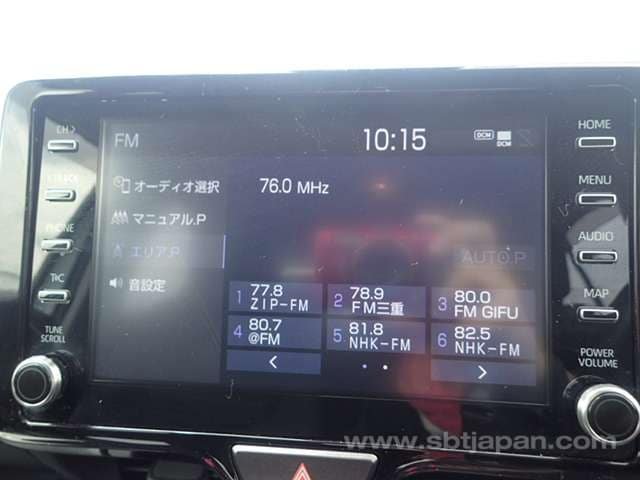 FM
10:15
DCM
DCM
オーディオ選択
76.0 MHz
マニュアル.P
エリア.P
AUTO.P
音設定
1 77.8 ZIP-FM
2 78.9 FM三重
3 80.0 FM GIFU
4 80.7 @FM
5 81.8 NHK-FM
6 82.5 NHK-FM
<
>
CH >
TRACK
PHONE
TUNE
SCROLL
HOME
MENU
AUDIO
MAP
POWER
VOLUME
www.sbtjapan.com